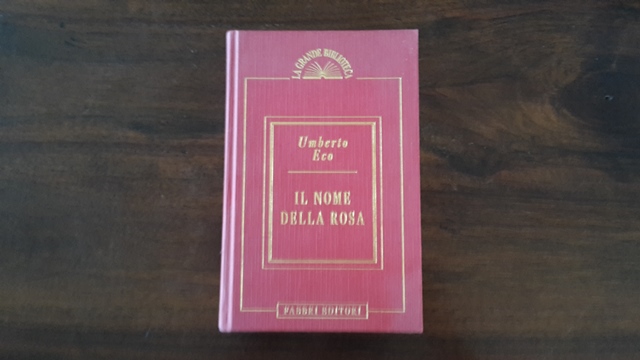 LA GRANDE BIBLIOTECA
Umberto
Eco
IL NOME
DELLA ROSA
FABBRI EDITORI